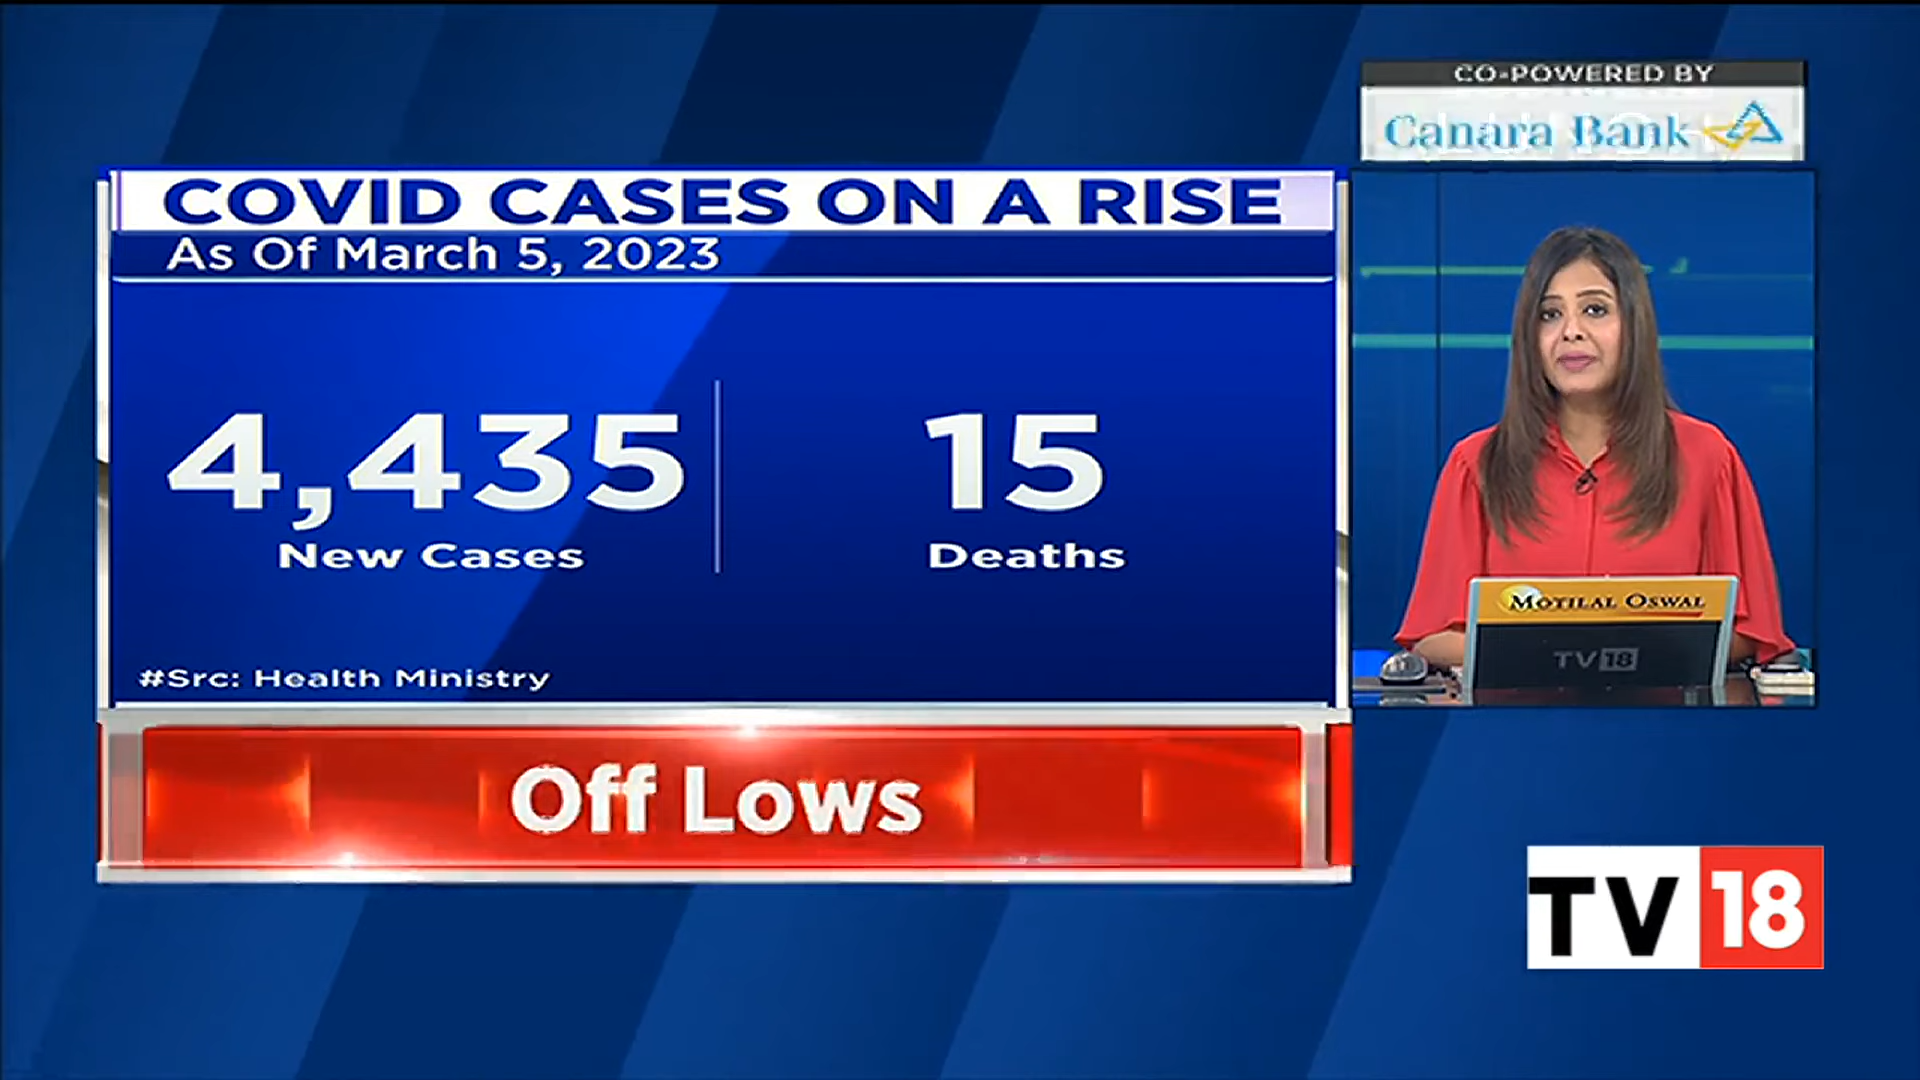 CO-POWERED BY
Canara Bank
COVID CASES ON A RISE
As Of March 5, 2023
4,435
New Cases
15
Deaths
#Src: Health Ministry
MOTILAL OSWAL
TV18
Off Lows
TV18